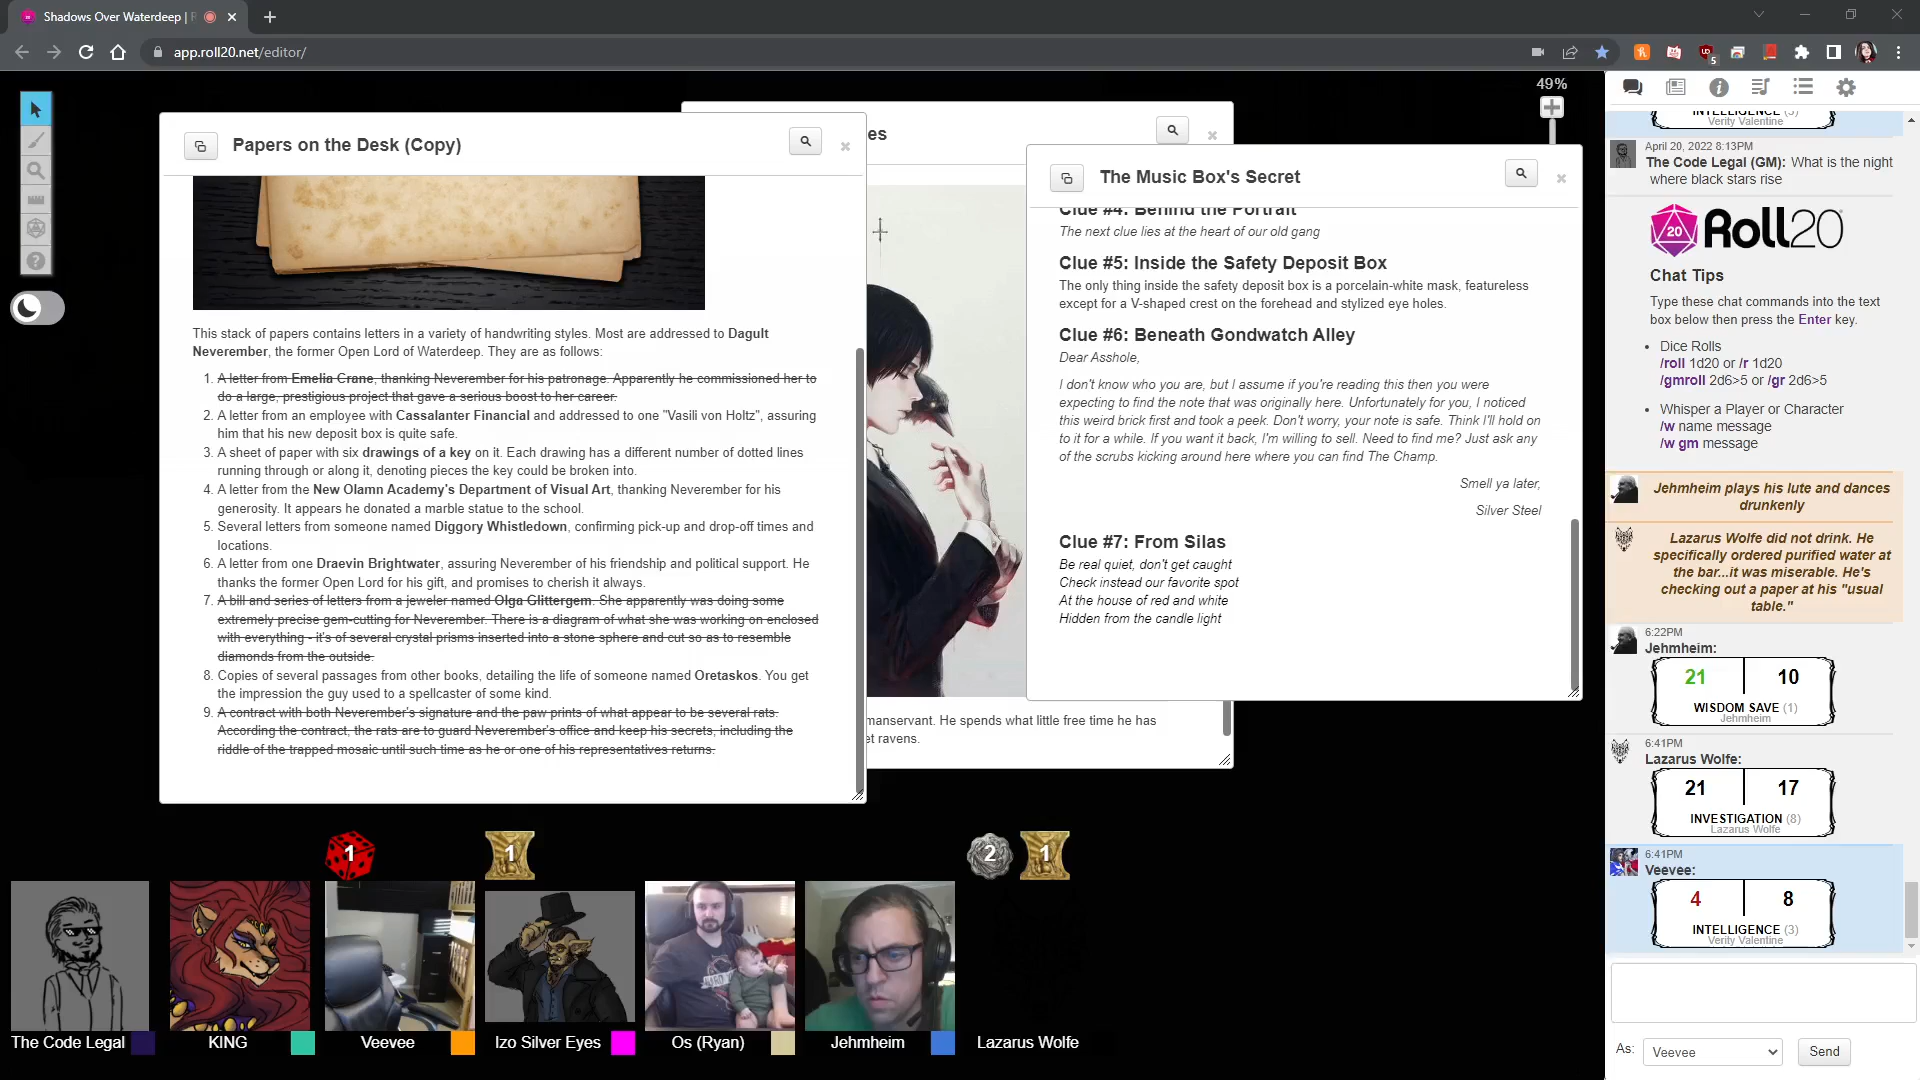 Shadows Over Waterdeep |
app.roll20.net/editor/
5
49%
Papers on the Desk (Copy)
es
The Music Box's Secret
This stack of papers contains letters in a variety of handwriting styles. Most are addressed to Dagult
Neverember, the former Open Lord of Waterdeep. They are as follows:
1. A letter from Emelia Crane, thanking Neverember for his patronage. Apparently he commissioned her to
do a large, prestigious project that gave a serious boost to her career.
2. A letter from an employee with Cassalanter Financial and addressed to one "Vasili von Holtz", assuring
him that his new deposit box is quite safe.
3. A sheet of paper with six drawings of a key on it. Each drawing has a different number of dotted lines
running through or along it, denoting pieces the key could be broken into.
4. A letter from the New Olamn Academy's Department of Visual Art, thanking Neverember for his
generosity. It appears he donated a marble statue to the school.
5. Several letters from someone named Diggory Whistledown, confirming pick-up and drop-off times and
locations.
6. A letter from one Draevin Brightwater, assuring Neverember of his friendship and political support. He
thanks the former Open Lord for his gift, and promises to cherish it always.
7. A bill and series of letters from a jeweler named Olga Glittergem. She apparently was doing some
extremely precise gem-cutting for Neverember. There is a diagram of what she was working on enclosed
with everything - it's of several crystal prisms inserted into a stone sphere and cut so as to resemble
diamonds from the outside.
8. Copies of several passages from other books, detailing the life of someone named Oretaskos. You get
the impression the guy used to a spellcaster of some kind.
9. A contract with both Neverember's signature and the paw prints of what appear to be several rats.
According the contract, the rats are to guard Neverember's office and keep his secrets, including the
riddle of the trapped mosaic until such time as he or one of his representatives returns.
manservant. He spends what little free time he has
et ravens.
Clue #4: Behind the Portrait
The next clue lies at the heart of our old gang
Clue #5: Inside the Safety Deposit Box
The only thing inside the safety deposit box is a porcelain-white mask, featureless
except for a V-shaped crest on the forehead and stylized eye holes.
Clue #6: Beneath Gondwatch Alley
Dear Asshole,
I don't know who you are, but I assume if you're reading this then you were
expecting to find the note that was originally here. Unfortunately for you, I noticed
this weird brick first and took a peek. Don't worry, your note is safe. Think I'll hold on
to it for a while. If you want it back, I'm willing to sell. Need to find me? Just ask any
of the scrubs kicking around here where you can find The Champ.
Smell ya later,
Silver Steel
Clue #7: From Silas
Be real quiet, don't get caught
Check instead our favorite spot
At the house of red and white
Hidden from the candle light
INTELLIGENCE (3)
Verity Valentine
April 20, 2022 8:13PM
The Code Legal (GM): What is the night
where black stars rise
20 Roll20
Chat Tips
Type these chat commands into the text
box below then press the Enter key.
• Dice Rolls
/roll 1d20 or /r 1d20
/gmroll 2d6>5 or /gr 2d6>5
• Whisper a Player or Character
/w name message
/w gm message
Jehmheim plays his lute and dances
drunkenly
Lazarus Wolfe did not drink. He
specifically ordered purified water at
the bar...it was miserable. He's
checking out a paper at his "usual
table."
6:22PM
Jehmheim:
21 10
WISDOM SAVE (1)
Jehmheim
6:41PM
Lazarus Wolfe:
21 17
INVESTIGATION (8)
Lazarus Wolfe
6:41PM
Veevee:
4 8
INTELLIGENCE (3)
Verity Valentine
As: Veevee Send
1 1 2 1
The Code Legal KING Veevee Izo Silver Eyes Os (Ryan) Jehmheim Lazarus Wolfe